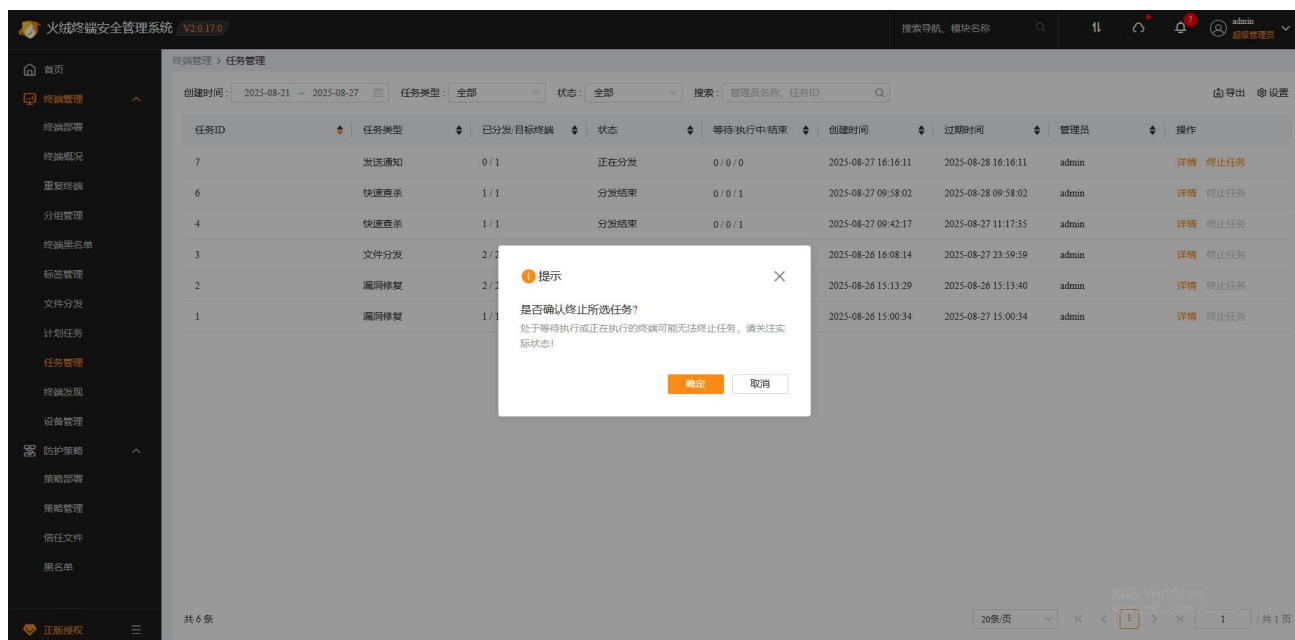 火绒终端安全管理系统 V2.0.17.0 搜索导航、模块名称 7 admin 超级管理员
首页
终端管理
终端部署
终端概况
重复终端
分组管理
终端黑名单
标签管理
文件分发
计划任务
任务管理
终端发现
设备管理
防护策略
策略部署
策略管理
信任文件
黑名单
正版授权
终端管理 > 任务管理
创建时间: 2025-08-21 ~ 2025-08-27 任务类型: 全部 状态: 全部 搜索: 管理员名称、任务ID 导出 设置
任务ID 任务类型 已分发/目标终端 状态 等待/执行中/结束 创建时间 过期时间 管理员 操作
7 发送通知 0 / 1 正在分发 0 / 0 / 0 2025-08-27 16:16:11 2025-08-28 16:16:11 admin 详情 终止任务
6 快速查杀 1 / 1 分发结束 0 / 0 / 1 2025-08-27 09:58:02 2025-08-28 09:58:02 admin 详情 终止任务
4 快速查杀 1 / 1 分发结束 0 / 0 / 1 2025-08-27 09:42:17 2025-08-27 11:17:35 admin 详情 终止任务
3 文件分发 2 / 2 2025-08-26 16:08:14 2025-08-27 23:59:59 admin 详情 终止任务
2 漏洞修复 2 / 2 2025-08-26 15:13:29 2025-08-26 15:13:40 admin 详情 终止任务
1 漏洞修复 1 / 1 2025-08-26 15:00:34 2025-08-27 15:00:34 admin 详情 终止任务
提示
是否确认终止所选任务?
处于等待执行或正在执行的终端可能无法终止任务，请关注实
际状态!
确定 取消
激活 Windows
共 6 条 20条/页 1 1 / 共 1 页